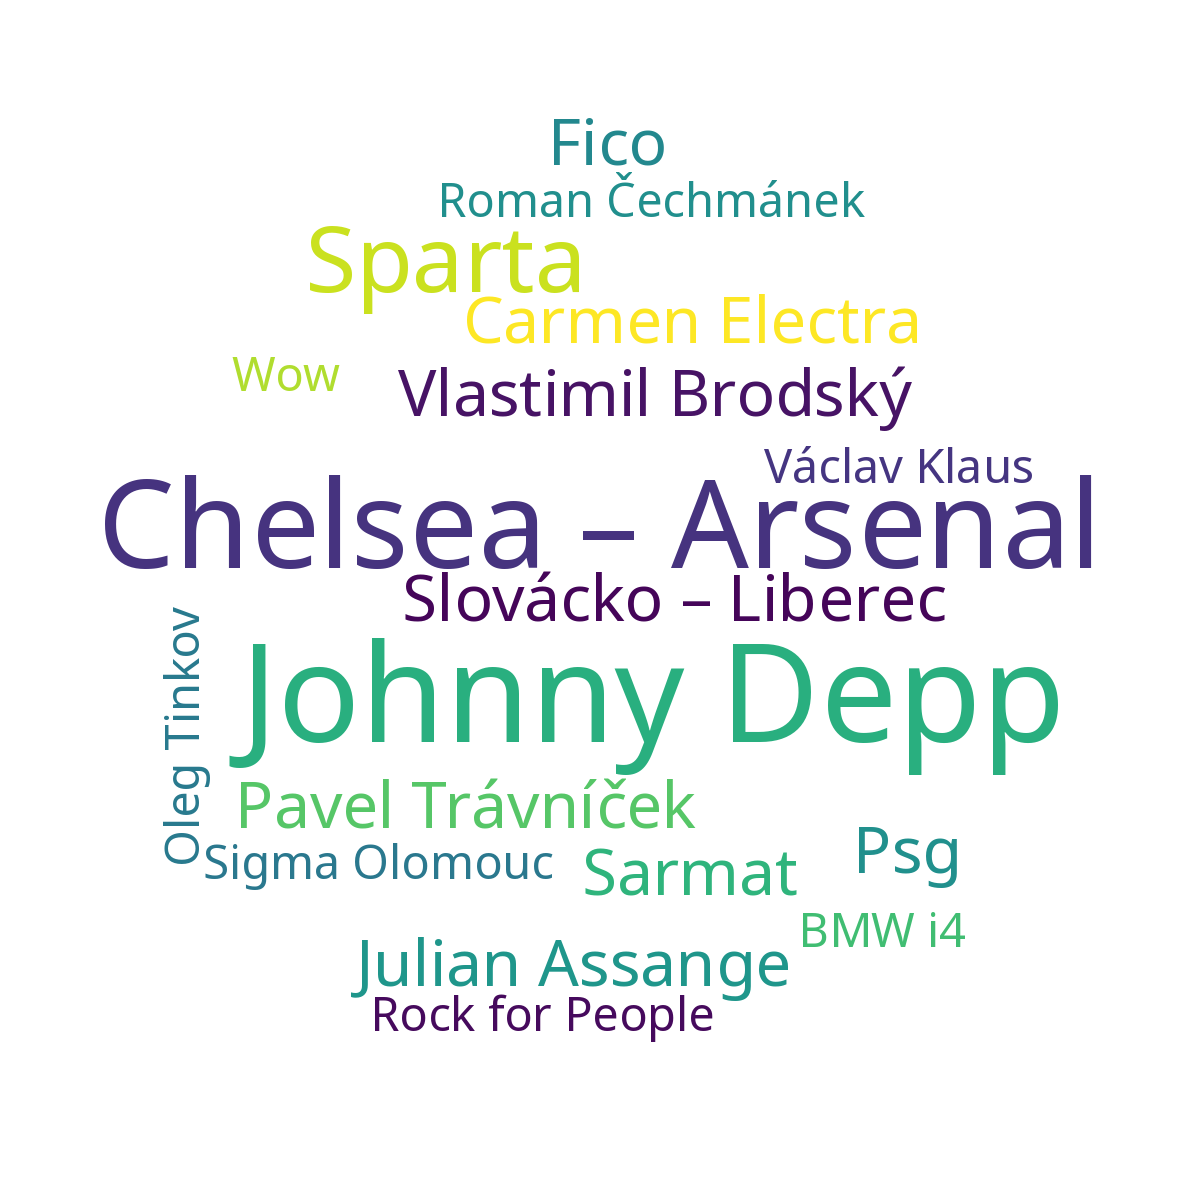 Fico
Roman Čechmánek
Sparta
Carmen Electra
Wow
Vlastimil Brodský
Václav Klaus
Chelsea – Arsenal
Slovácko – Liberec
Oleg Tinkov
Johnny Depp
Pavel Trávníček
Psg
Sigma Olomouc
Sarmat
BMW i4
Julian Assange
Rock for People